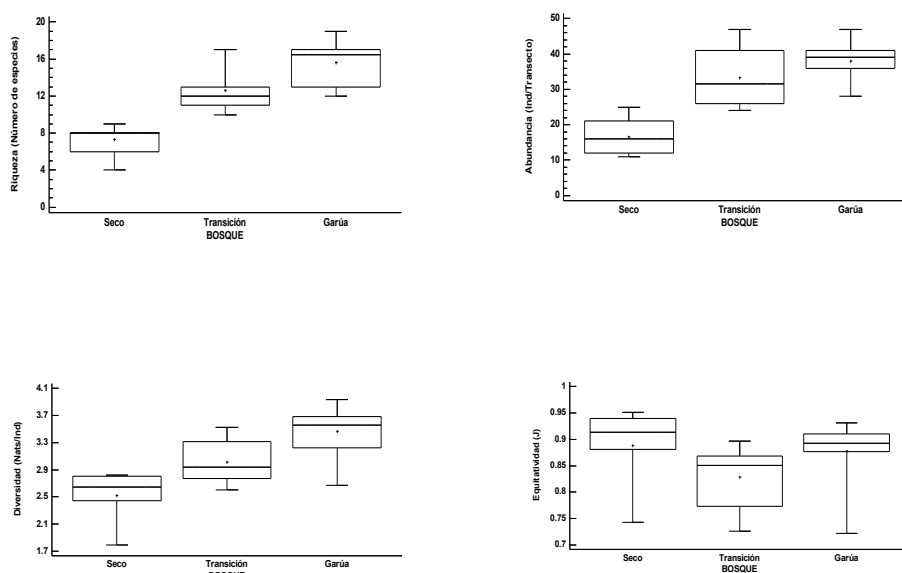 Riqueza (Número de especies)
20
16
12
8
4
0
Seco Transición Garúa
BOSQUE
Abundancia (Ind/Transecto)
50
40
30
20
10
0
Seco Transición Garúa
BOSQUE
Diversidad (Nats/Ind)
4.1
3.7
3.3
2.9
2.5
2.1
1.7
Seco Transición Garúa
BOSQUE
Equitatividad (J)
1
0.95
0.9
0.85
0.8
0.75
0.7
Seco Transición Garúa
BOSQUE